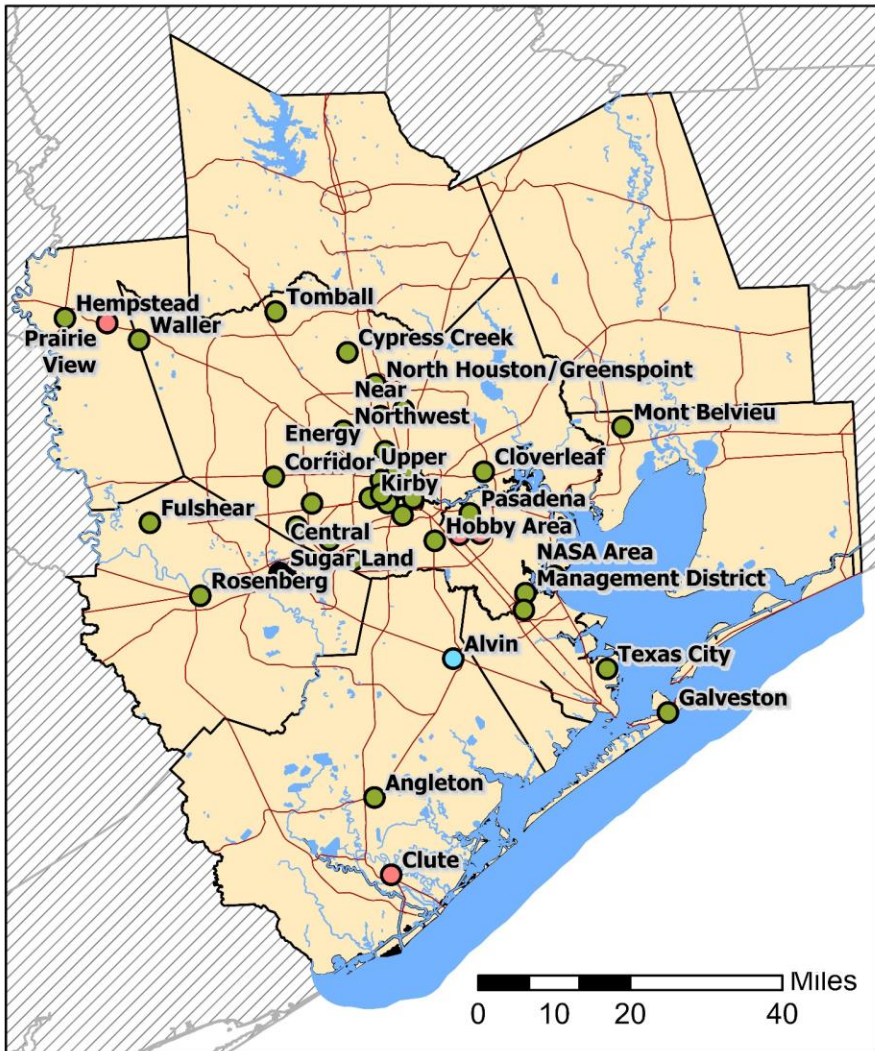 Hempstead
Prairie
View
Waller
Tomball
Cypress Creek
North Houston/Greenspoint
Near
Northwest
Energy
Corridor
Upper
Kirby
Mont Belvieu
Cloverleaf
Pasadena
Hobby Area
Fulshear
Central
Sugar Land
Rosenberg
NASA Area
Management District
Alvin
Texas City
Galveston
Angleton
Clute
Miles
0 10 20 40